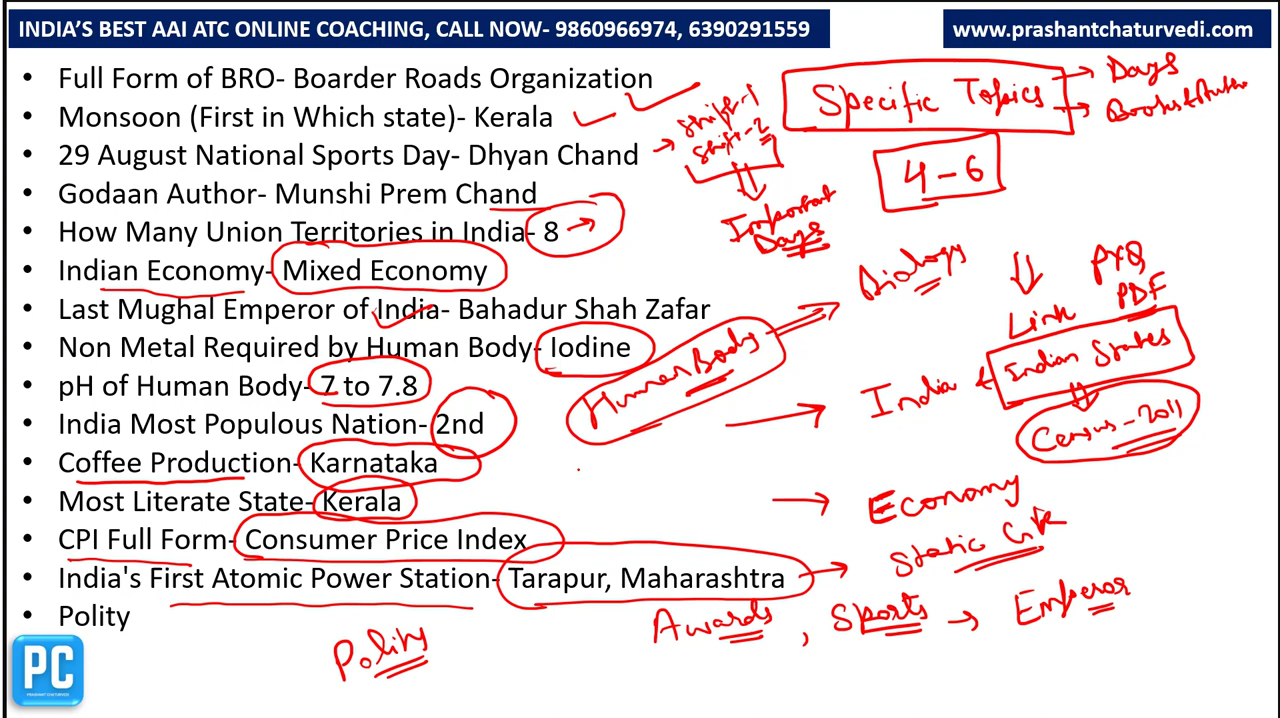 INDIA'S BEST AAI ATC ONLINE COACHING, CALL NOW- 9860966974, 6390291559
www.prashantchaturvedi.com
• Full Form of BRO- Boarder Roads Organization
• Monsoon (First in Which state)- Kerala
• 29 August National Sports Day- Dhyan Chand
• Godaan Author- Munshi Prem Chand
• How Many Union Territories in India- 8
• Indian Economy- Mixed Economy
• Last Mughal Emperor of India- Bahadur Shah Zafar
• Non Metal Required by Human Body- Iodine
• pH of Human Body- 7 to 7.8
• India Most Populous Nation- 2nd
• Coffee Production- Karnataka
• Most Literate State- Kerala
• CPI Full Form- Consumer Price Index
• India's First Atomic Power Station- Tarapur, Maharashtra
• Polity
Specific Topics
Days
Books &
4-6
Shift-1
Shift-2
Important
Days
Human Body
Biology
PYQ
PDF
Link
India & Indian States
Census-2011
Economy
Static GK
Awards, Sports → Emperor
Polity
PC
PRASHANT CHATURVEDI